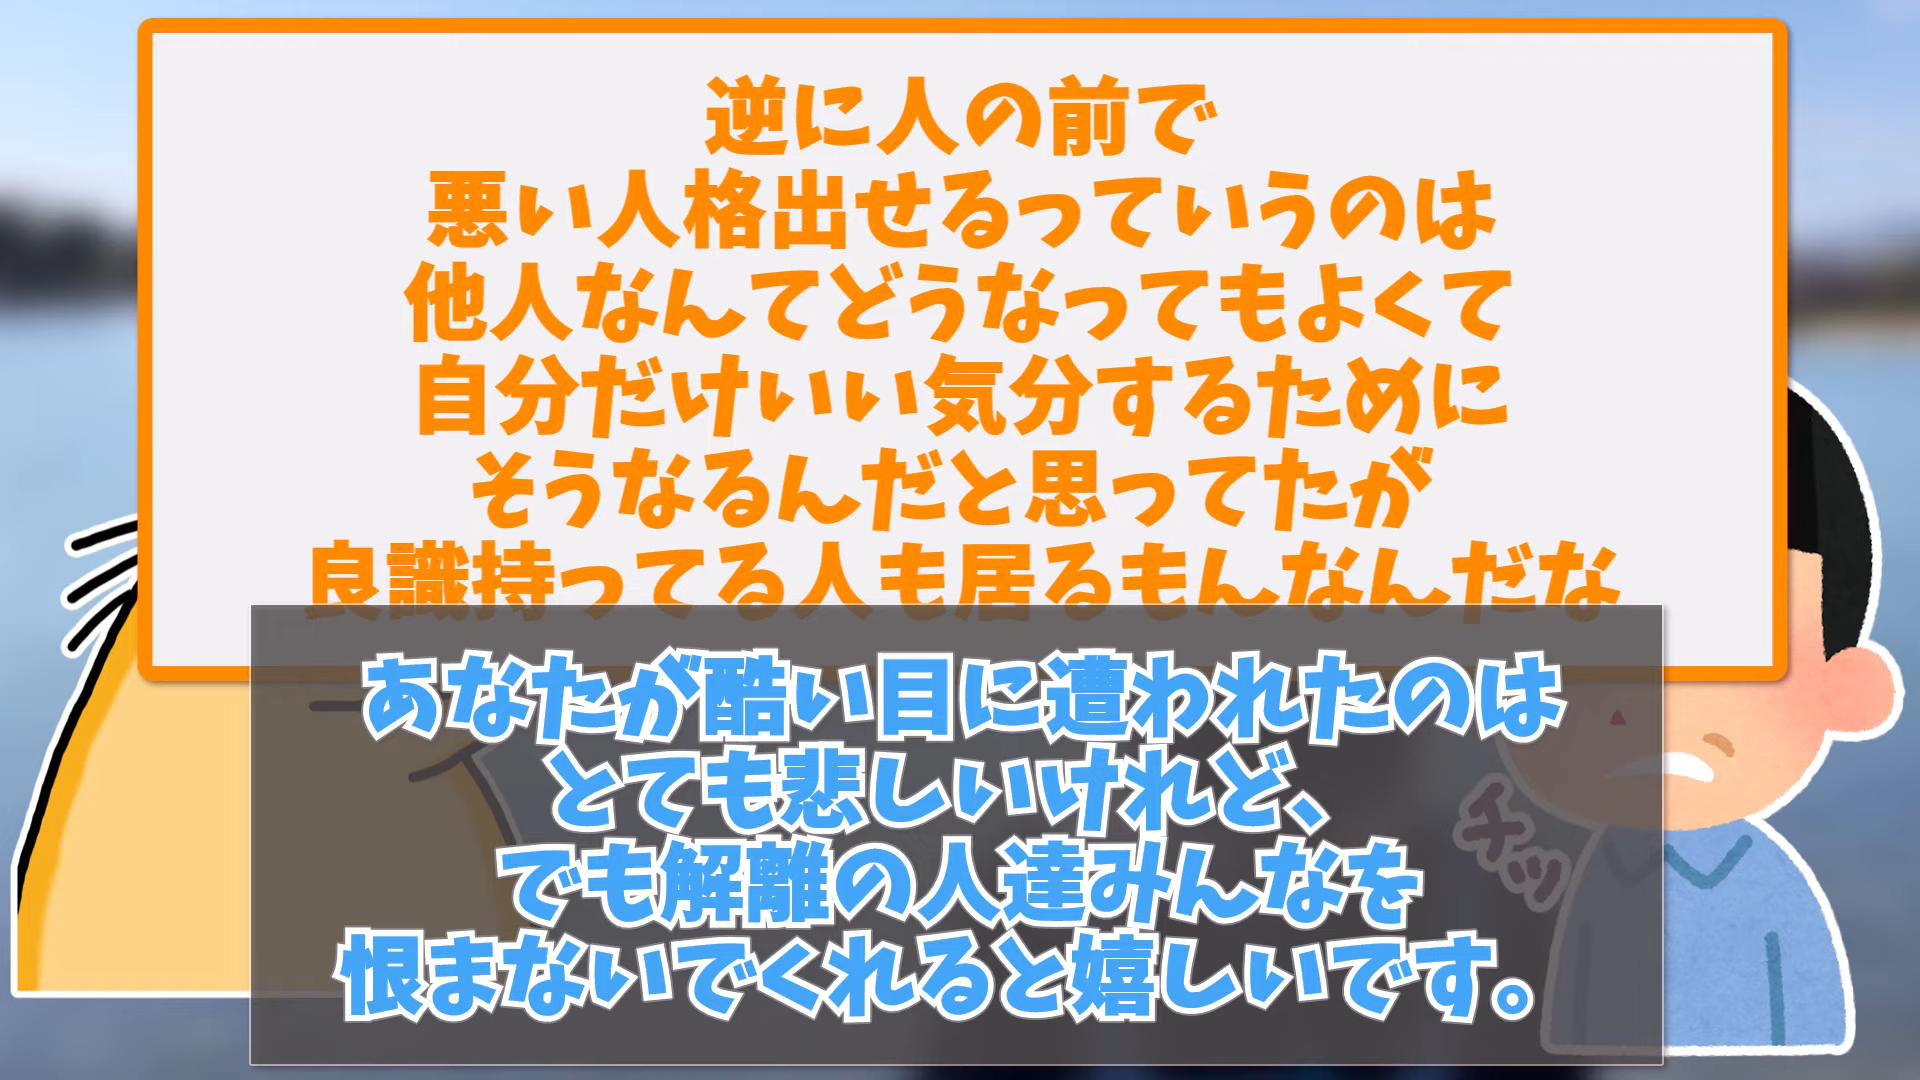 逆に人の前で
悪い人格出せるっていうのは
他人なんてどうなってもよくて
自分だけいい気分するために
そうなるんだと思ってたが
良識持ってる人も居るもんなんだな
あなたが酷い目に遭われたのは
とても悲しいけれど、
でも解離の人達みんなを
恨まないでくれると嬉しいです。
チッ